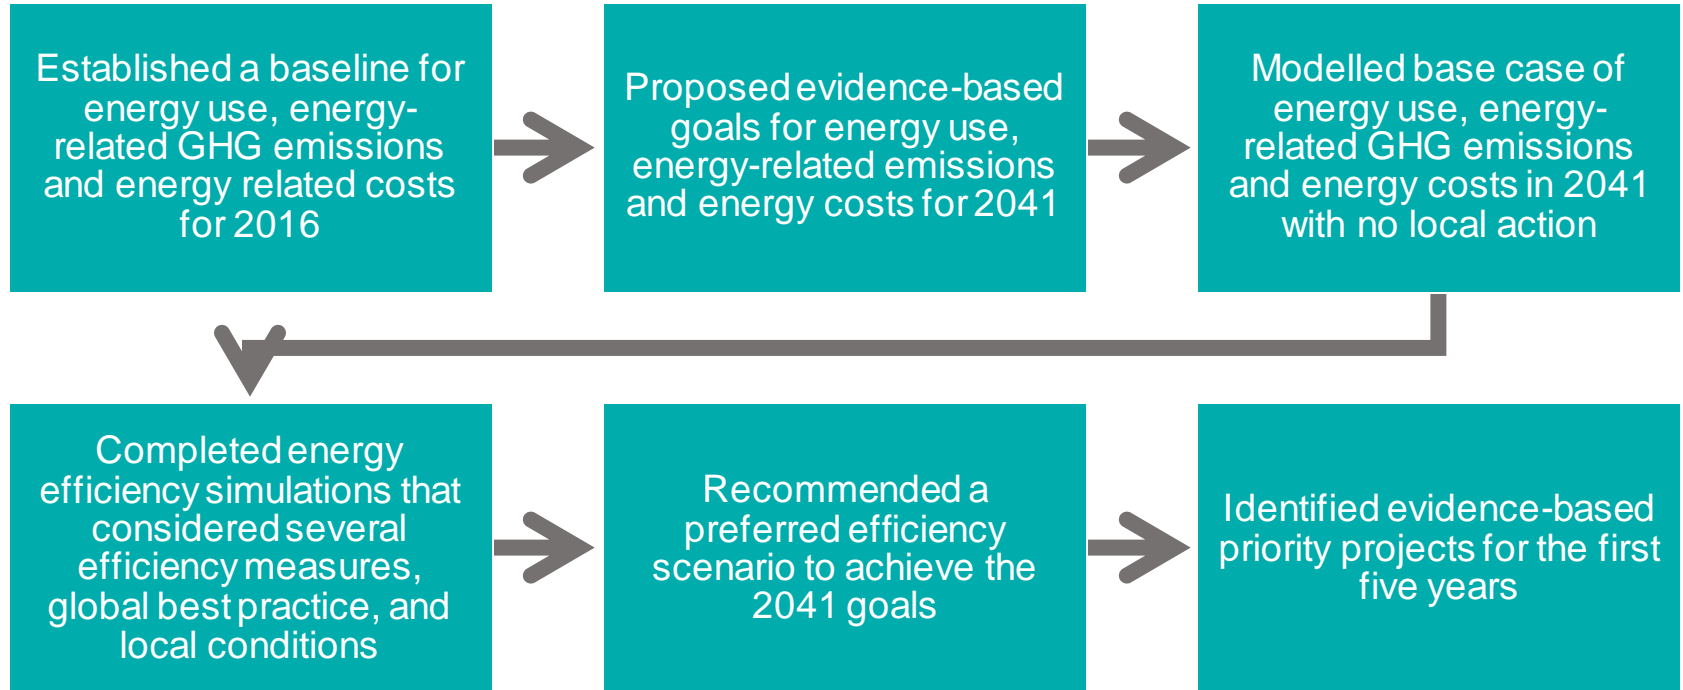 Established a baseline for
energy use, energy-
related GHG emissions
and energy related costs
for 2016
Proposed evidence-based
goals for energy use,
energy-related emissions
and energy costs for 2041
Modelled base case of
energy use, energy-
related GHG emissions
and energy costs in 2041
with no local action
Completed energy
efficiency simulations that
considered several
efficiency measures,
global best practice, and
local conditions
Recommended a
preferred efficiency
scenario to achieve the
2041 goals
Identified evidence-based
priority projects for the first
five years